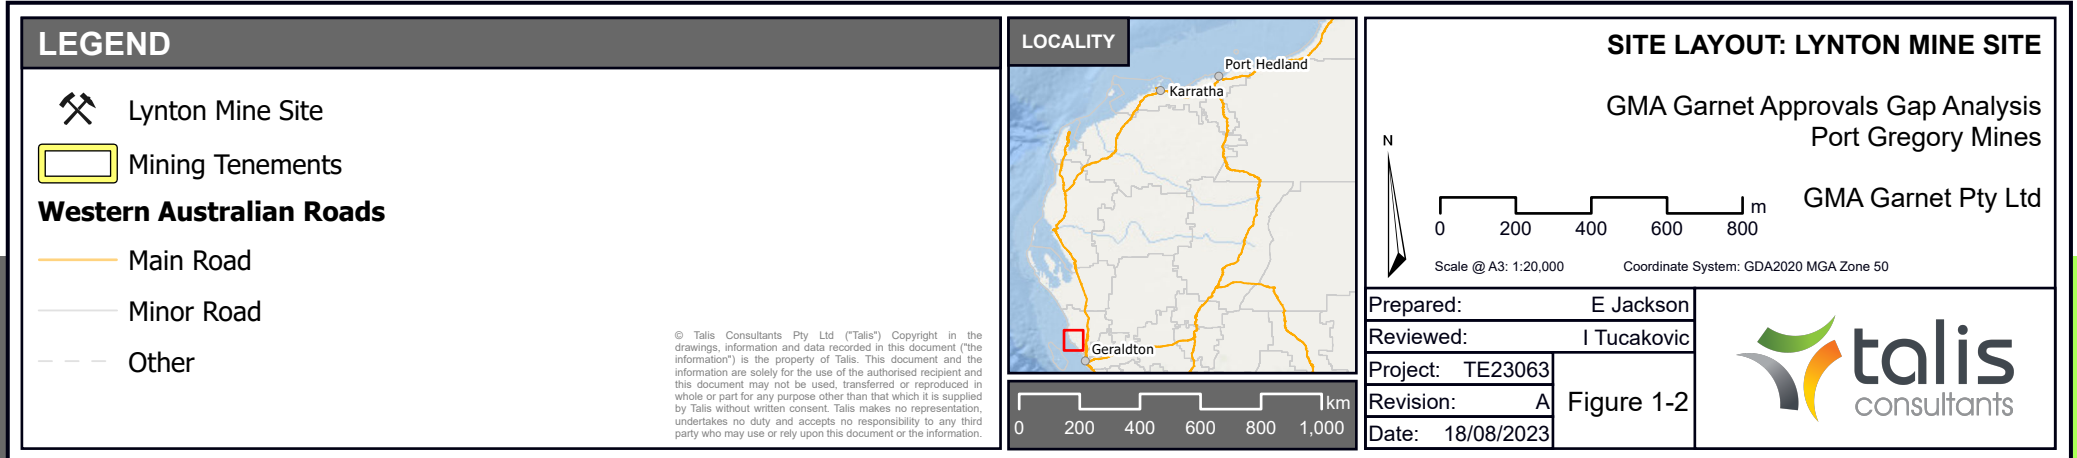 LEGEND
Lynton Mine Site
Mining Tenements
Western Australian Roads
Main Road
Minor Road
Other
© Talis Consultants Pty Ltd ("Talis") Copyright in the
drawings, information and data recorded in this document ("the
information") is the property of Talis. This document and the
information are solely for the use of the authorised recipient and
this document may not be used, transferred or reproduced in
whole or part for any purpose other than that which it is supplied
by Talis without written consent. Talis makes no representation,
undertakes no duty and accepts no responsibility to any third
party who may use or rely upon this document or the information.
LOCALITY
Port Hedland
Karratha
Geraldton
km
0 200 400 600 800 1,000
SITE LAYOUT: LYNTON MINE SITE
GMA Garnet Approvals Gap Analysis
Port Gregory Mines
GMA Garnet Pty Ltd
N
m
0 200 400 600 800
Scale @ A3: 1:20,000 Coordinate System: GDA2020 MGA Zone 50
Prepared: E Jackson
Reviewed: I Tucakovic
Project: TE23063
Revision: A
Date: 18/08/2023
Figure 1-2
talis
consultants